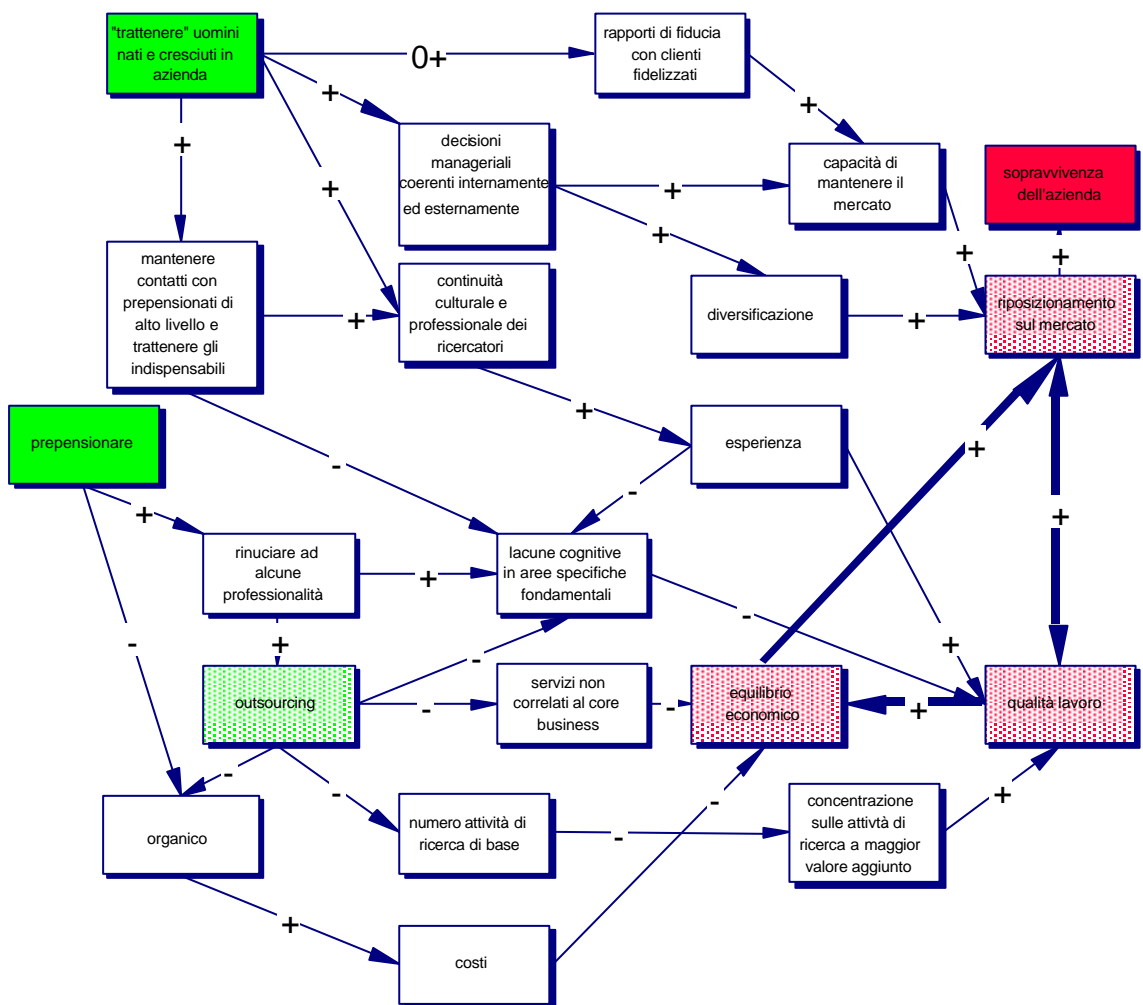 "trattenere" uomini
nati e cresciuti in
azienda
0+
rapporti di fiducia
con clienti
fidelizzati
+
+
+
decisioni
manageriali
coerenti internamente
ed esternamente
capacità di
mantenere il
mercato
sopravvivenza
dell'azienda
+
+
+
+
+
+
mantenere
contatti con
prepensionati di
alto livello e
trattenere gli
indispensabili
+
continuità
culturale e
professionale dei
ricercatori
diversificazione
+
riposizionamento
sul mercato
prepensionare
+
esperienza
+
-
-
+
+
rinuciare ad
alcune
professionalità
+
lacune cognitive
in aree specifiche
fondamentali
-
+
-
+
-
outsourcing
-
servizi non
correlati al core
business
-
equilibrio
economico
+
qualità lavoro
-
-
-
+
organico
numero attività di
ricerca di base
-
concentrazione
sulle attivtà di
ricerca a maggior
valore aggiunto
+
costi